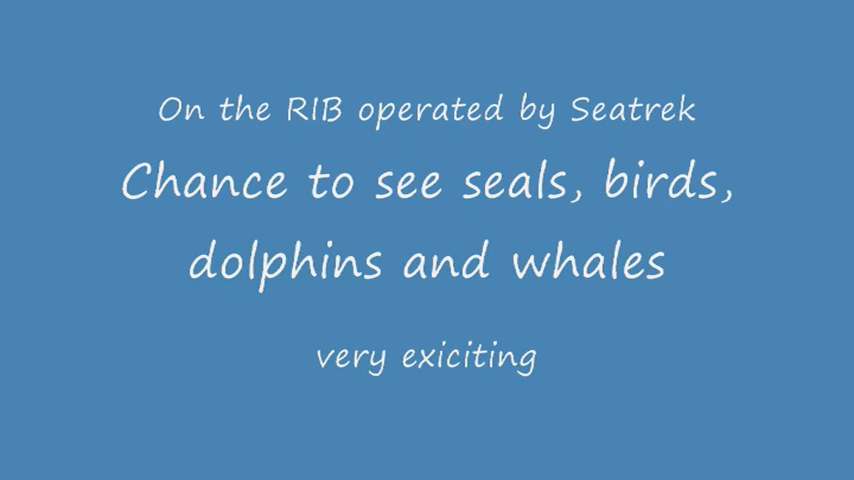 On the RIB operated by Seatrek
Chance to see seals, birds,
dolphins and whales
very exiciting